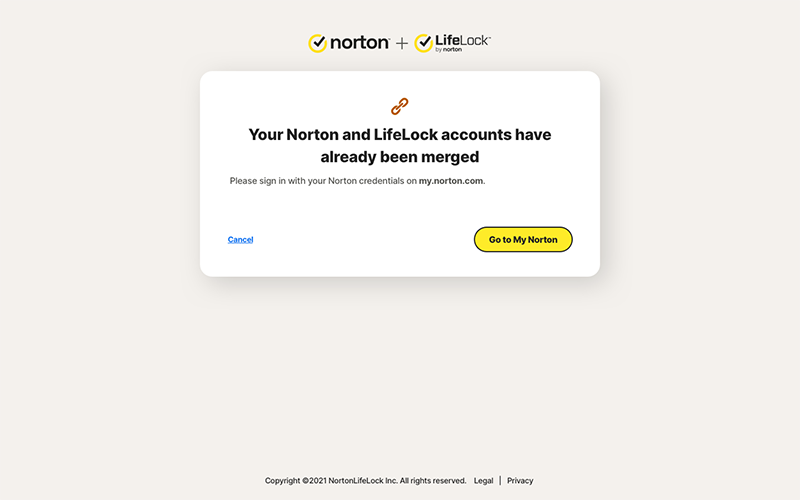 norton + LifeLock™
by norton
Your Norton and LifeLock accounts have
already been merged
Please sign in with your Norton credentials on my.norton.com.
Cancel
Go to My Norton
Copyright ©2021 NortonLifeLock Inc. All rights reserved. Legal | Privacy